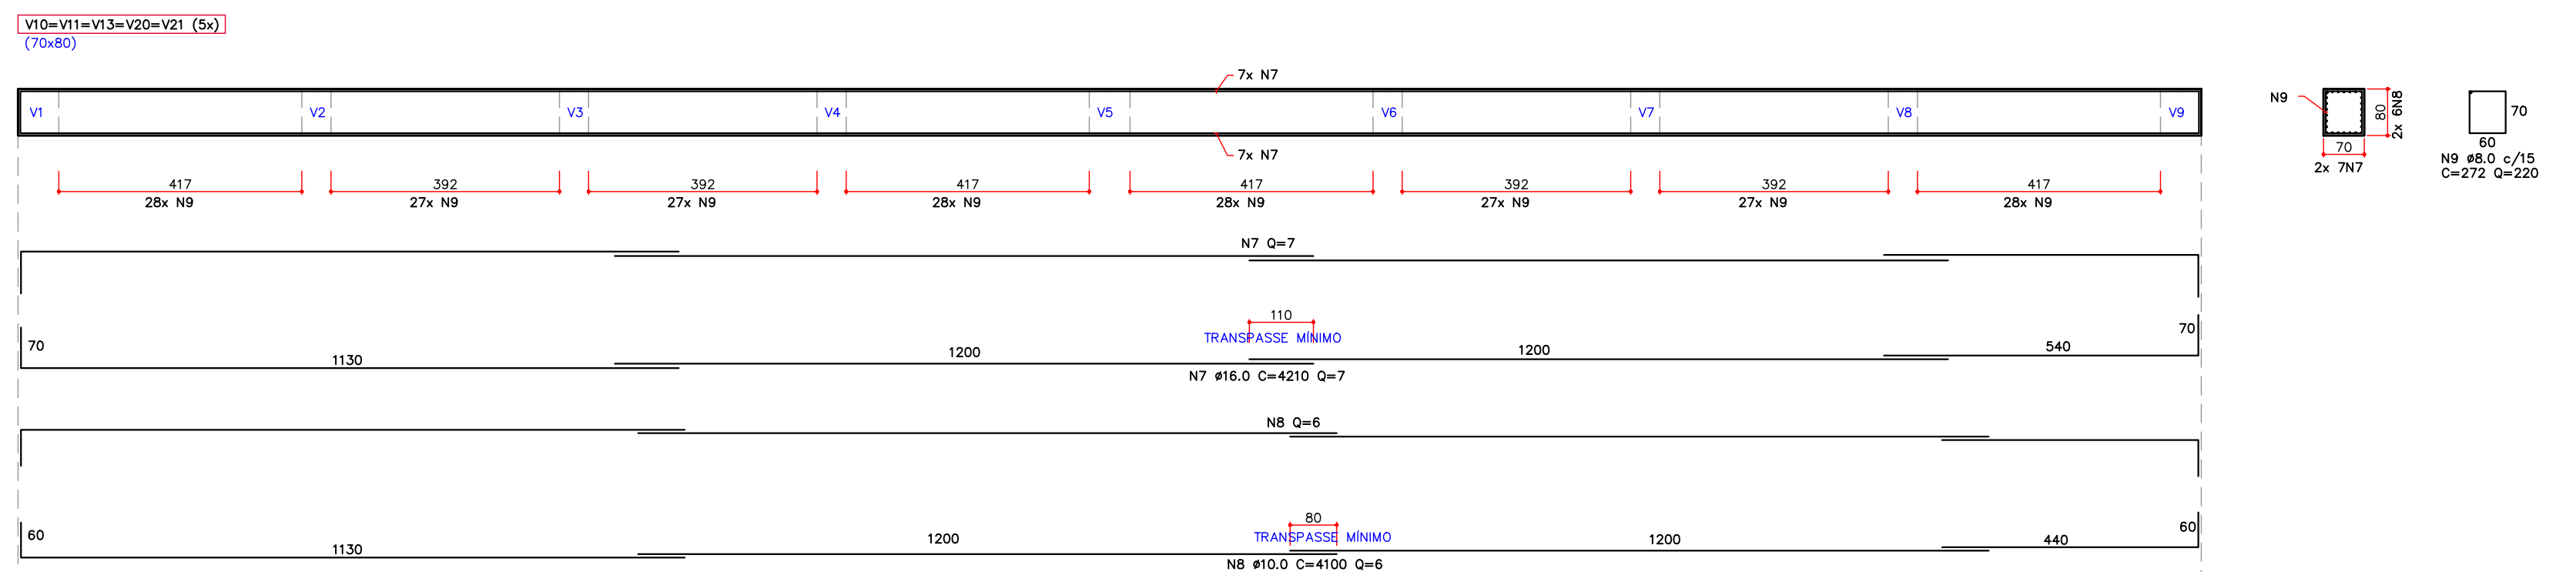 V10=V11=V13=V20=V21 (5x)
(70x80)
7x N7
V1 V2 V3 V4 V5 V6 V7 V8 V9
7x N7
417 392 392 417 417 392 392 417
28x N9 27x N9 27x N9 28x N9 28x N9 27x N9 27x N9 28x N9
N9
80
2x 6N8
70
2x 7N7
70
60
N9 ø8.0 c/15
C=272 Q=220
N7 Q=7
110
TRANSPASSE MÍNIMO
70 1130 1200 1200 540 70
N7 ø16.0 C=4210 Q=7
N8 Q=6
80
TRANSPASSE MÍNIMO
60 1130 1200 1200 440 60
N8 ø10.0 C=4100 Q=6